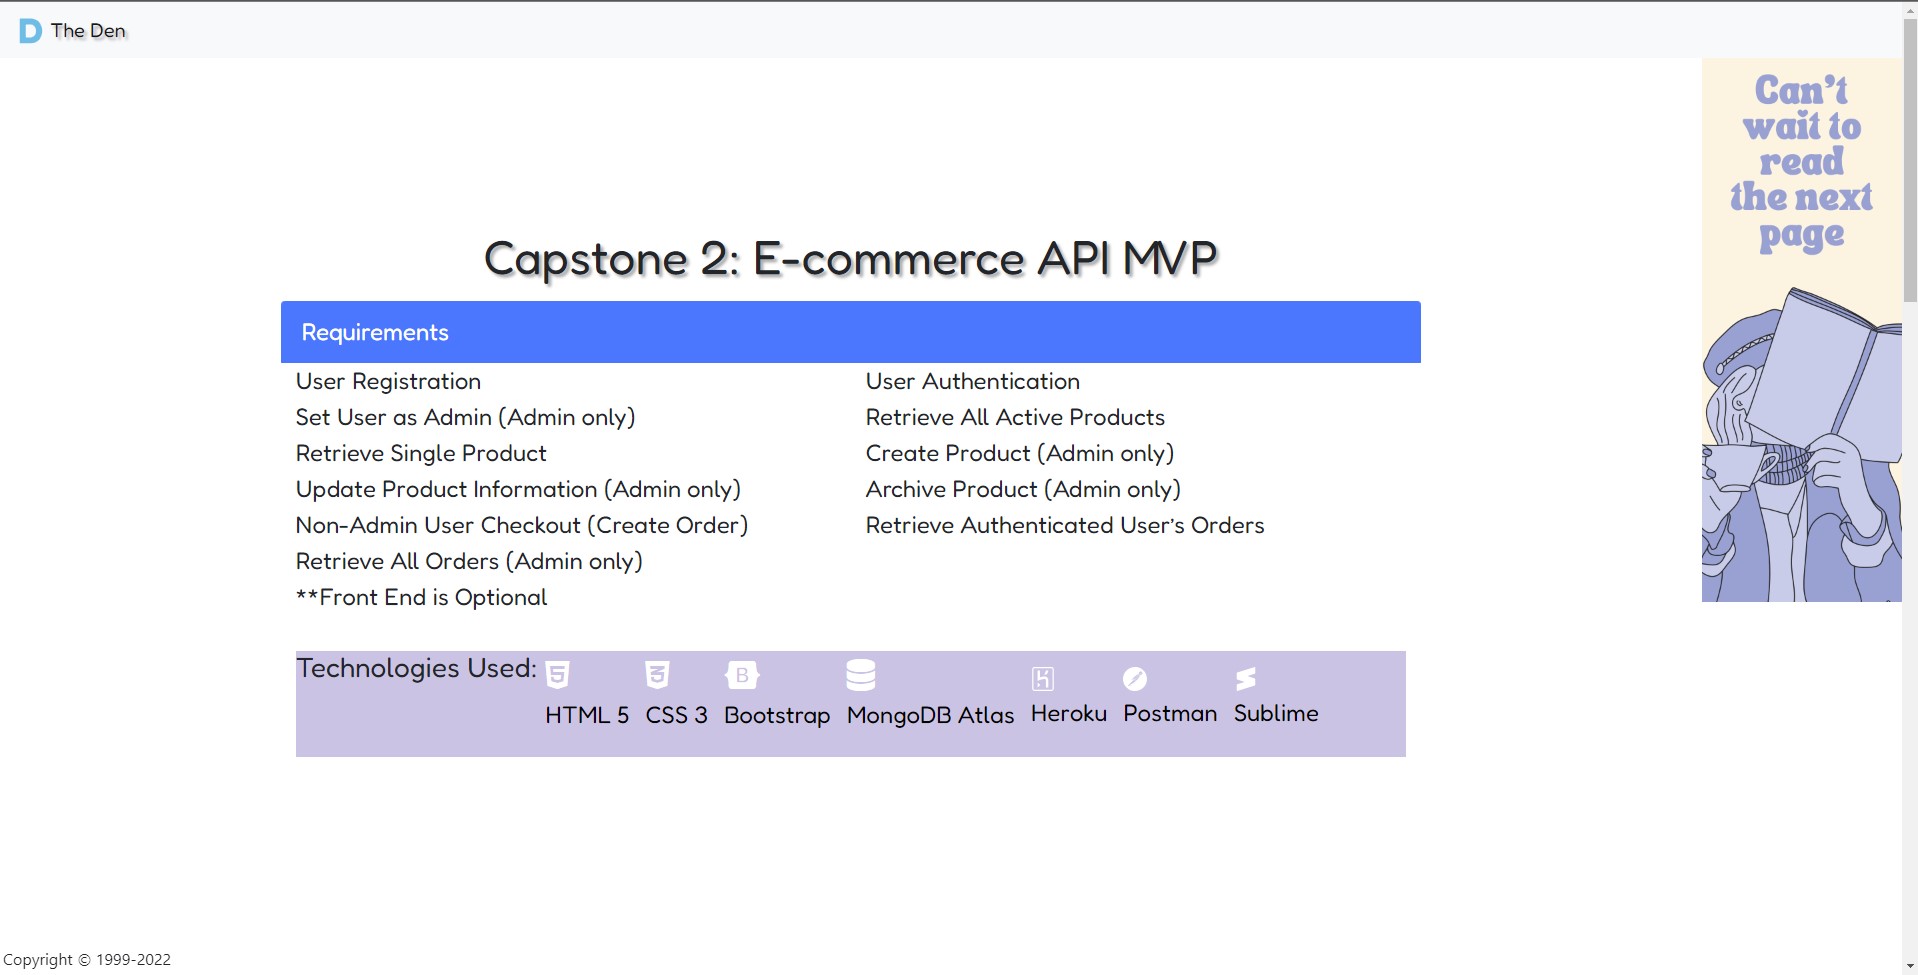 D The Den
Can't
wait to
read
the next
page
Capstone 2: E-commerce API MVP
Requirements
User Registration
User Authentication
Set User as Admin (Admin only)
Retrieve All Active Products
Retrieve Single Product
Create Product (Admin only)
Update Product Information (Admin only)
Archive Product (Admin only)
Non-Admin User Checkout (Create Order)
Retrieve Authenticated User's Orders
Retrieve All Orders (Admin only)
**Front End is Optional
Technologies Used:
HTML 5 CSS 3 Bootstrap MongoDB Atlas Heroku Postman Sublime
Copyright © 1999-2022